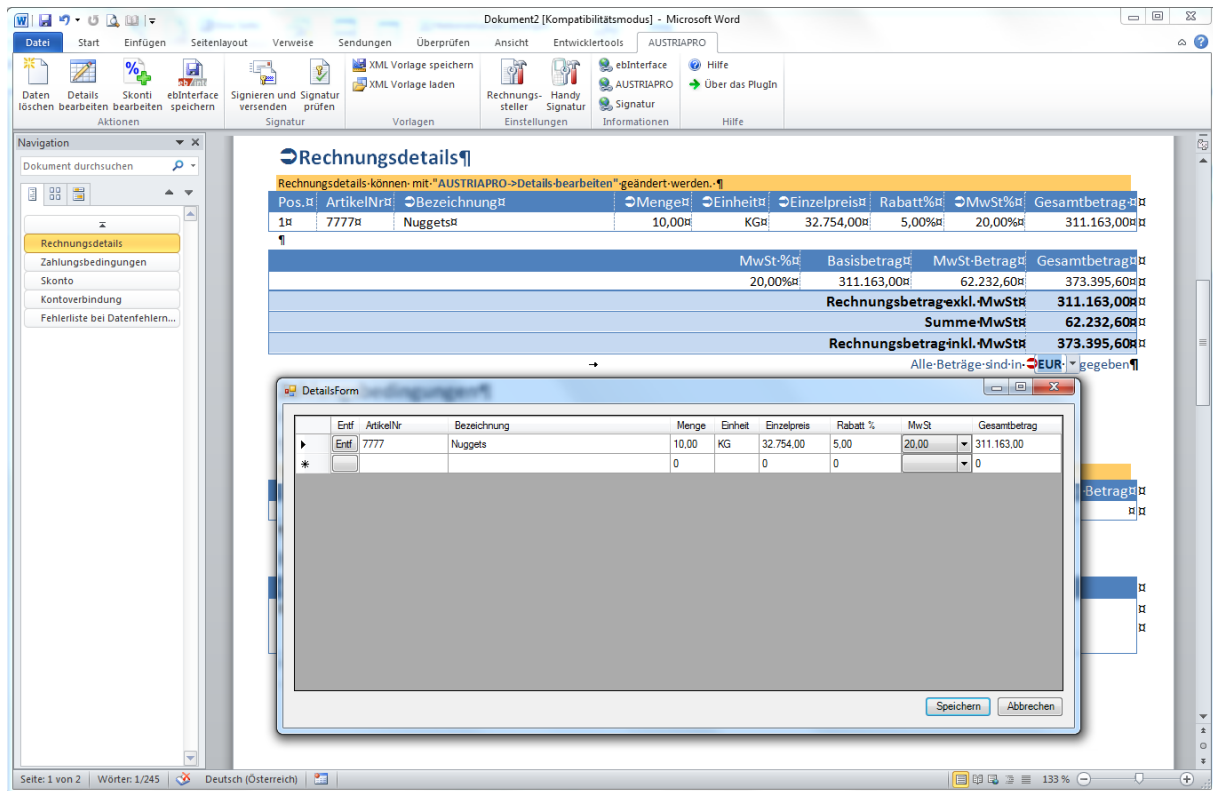 Dokument2 [Kompatibilitätsmodus] - Microsoft Word
Datei Start Einfügen Seitenlayout Verweise Sendungen Überprüfen Ansicht Entwicklertools AUSTRIAPRO
Daten löschen
Details bearbeiten
Skonti bearbeiten
ebInterface speichern
Aktionen
Signieren und versenden
Signatur prüfen
Signatur
XML Vorlage speichern
XML Vorlage laden
Vorlagen
Rechnungs-steller
Handy Signatur
Einstellungen
ebInterface
AUSTRIAPRO
Signatur
Informationen
Hilfe
Über das PlugIn
Hilfe
Navigation
Dokument durchsuchen
Rechnungsdetails
Zahlungsbedingungen
Skonto
Kontoverbindung
Fehlerliste bei Datenfehlern...
Rechnungsdetails¶
Rechnungsdetails·können· mit·"AUSTRIAPRO->Details·bearbeiten"·geändert·werden.·¶
Pos.¤ ArtikelNr¤ Bezeichnung¤ Menge¤ Einheit¤ Einzelpreis¤ Rabatt%¤ MwSt%¤ Gesamtbetrag·¤ ¤
1¤ 7777¤ Nuggets¤ 10,00¤ KG¤ 32.754,00¤ 5,00%¤ 20,00%¤ 311.163,00¤ ¤
¶
MwSt·%¤ Basisbetrag¤ MwSt·Betrag¤ Gesamtbetrag¤ ¤
20,00%¤ 311.163,00¤ 62.232,60¤ 373.395,60¤ ¤
Rechnungsbetrag·exkl.·MwSt¤ 311.163,00¤ ¤
Summe·MwSt¤ 62.232,60¤ ¤
Rechnungsbetrag·inkl.·MwSt¤ 373.395,60¤ ¤
→ Alle·Beträge·sind·in· EUR· gegeben¶
DetailsForm
Entf ArtikelNr Bezeichnung Menge Einheit Einzelpreis Rabatt % MwSt Gesamtbetrag
Entf 7777 Nuggets 10,00 KG 32.754,00 5,00 20,00 311.163,00
0 0 0 0
·Betrag¤ ¤
¤ ¤
¤
¤
¤
Speichern Abbrechen
Seite: 1 von 2 Wörter: 1/245 Deutsch (Österreich) 133 %